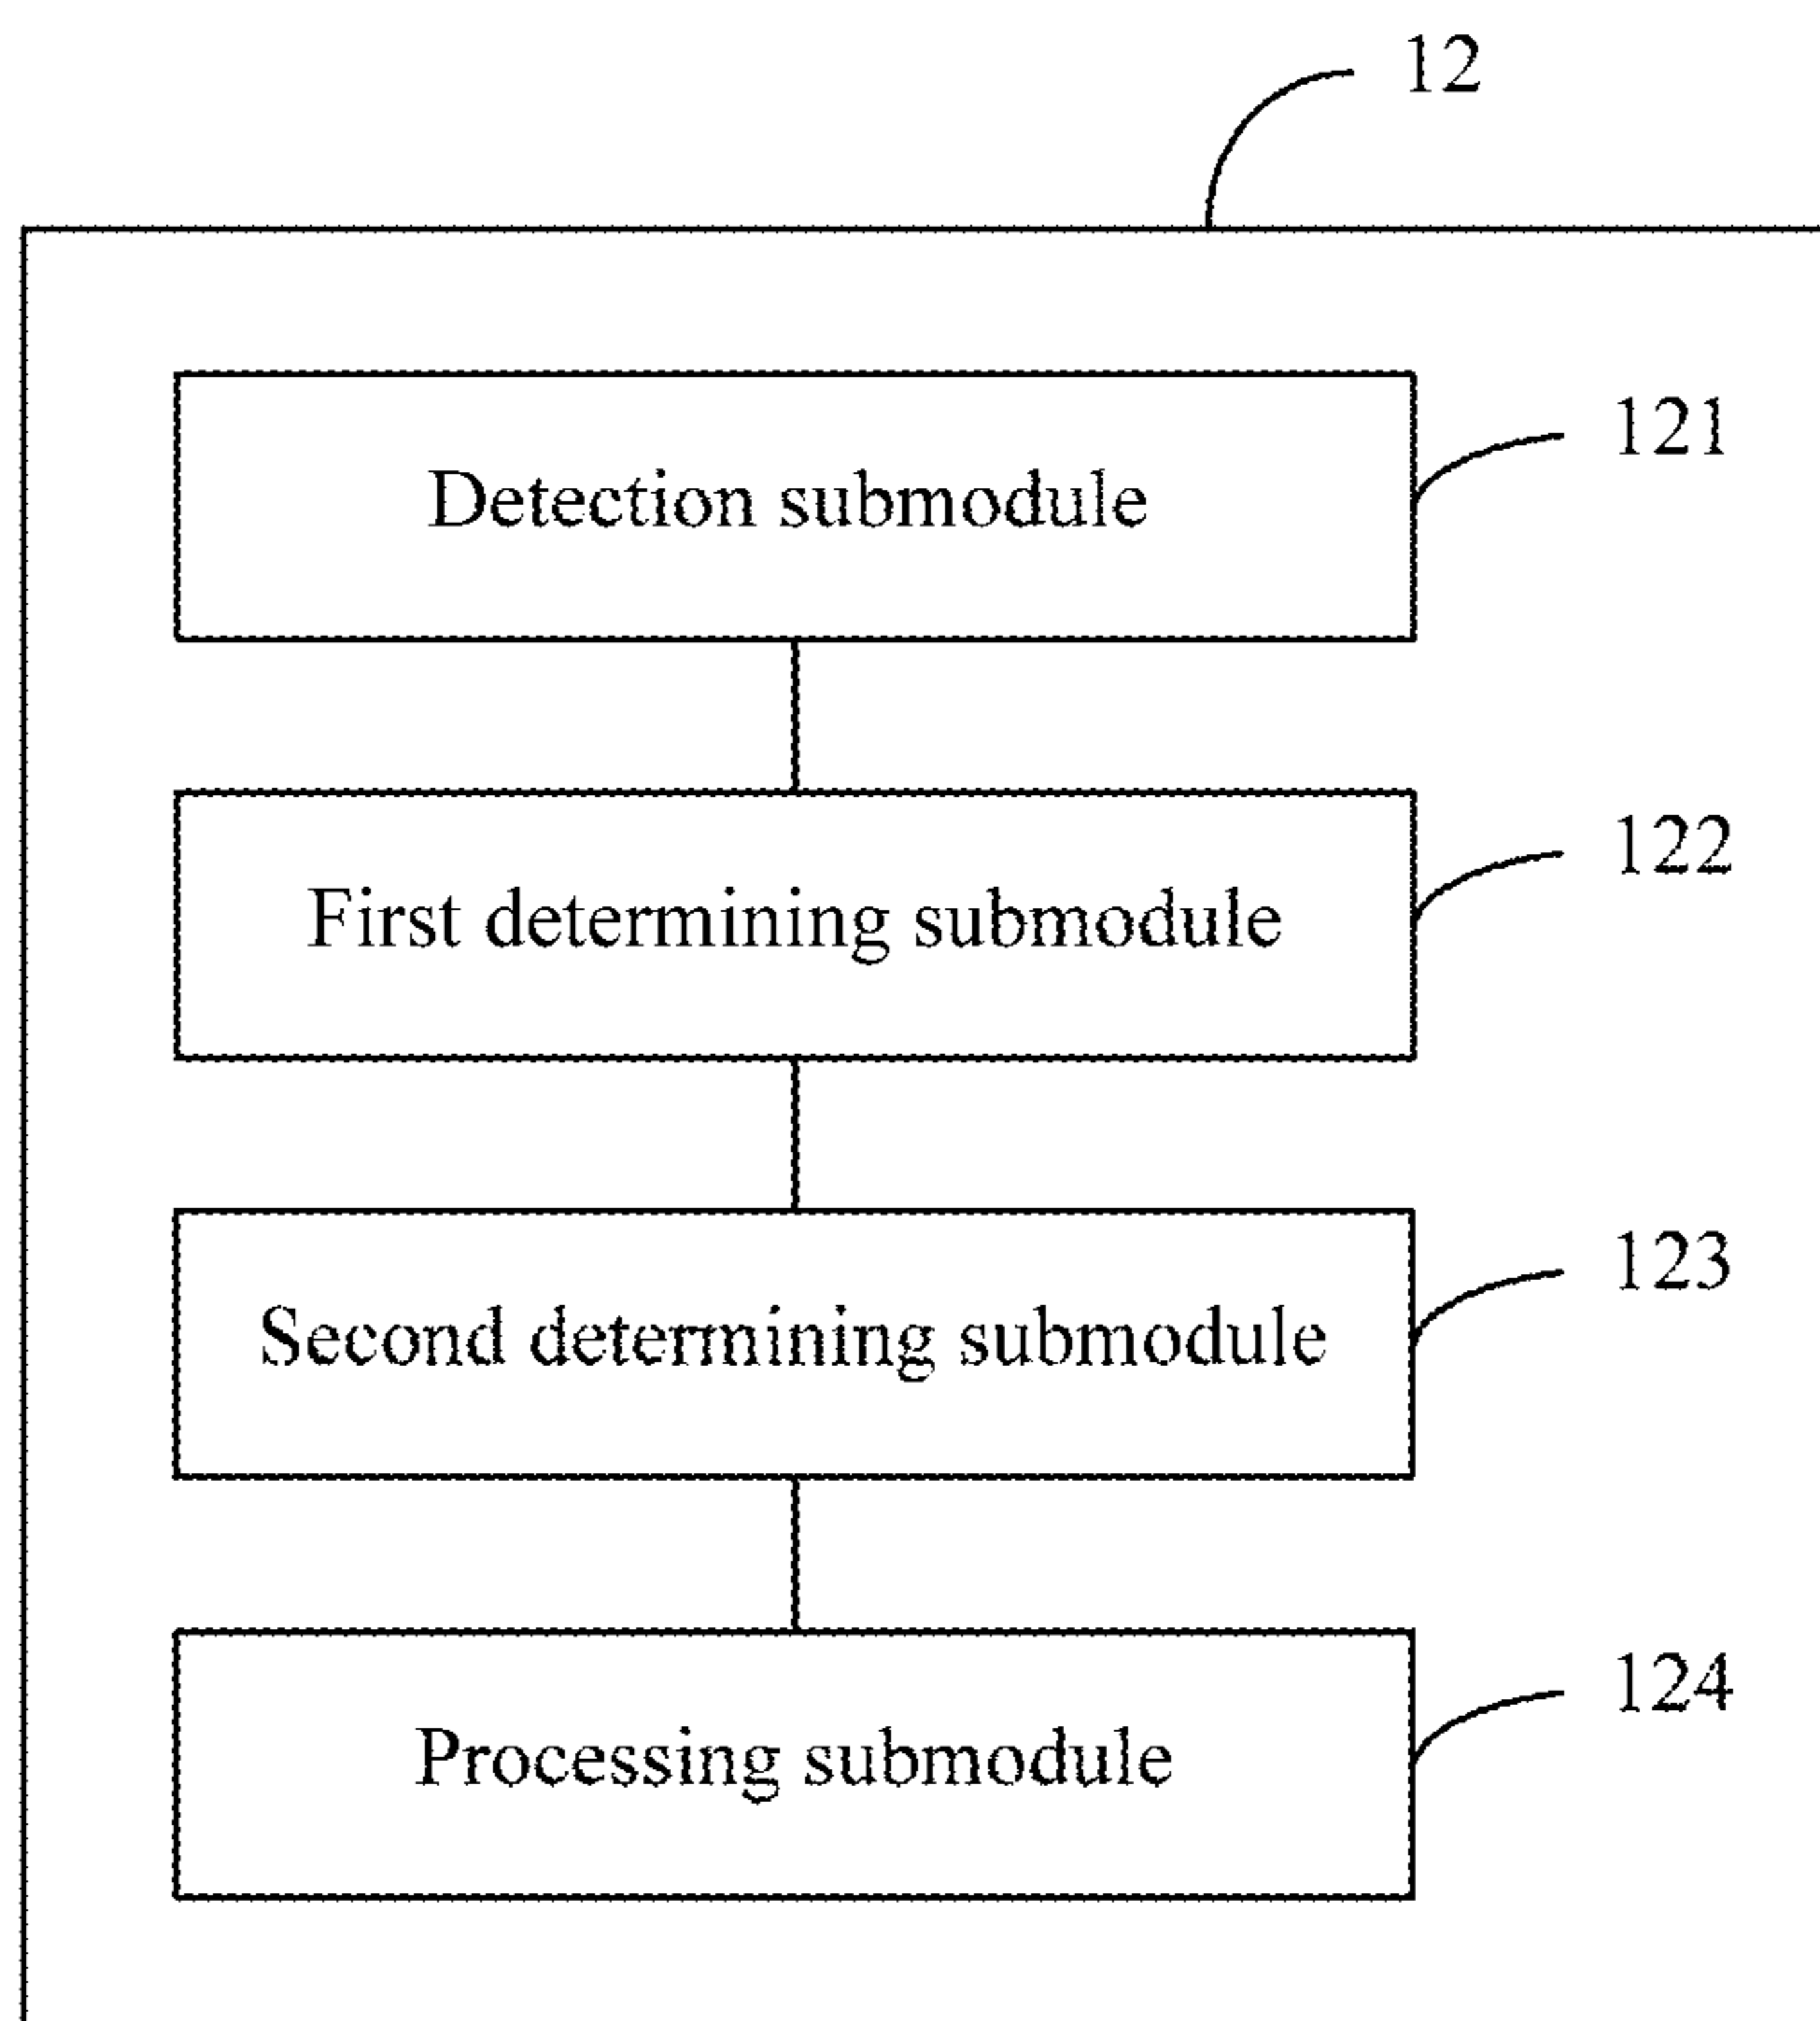 12
Detection submodule
121
First determining submodule
122
Second determining submodule
123
Processing submodule
124